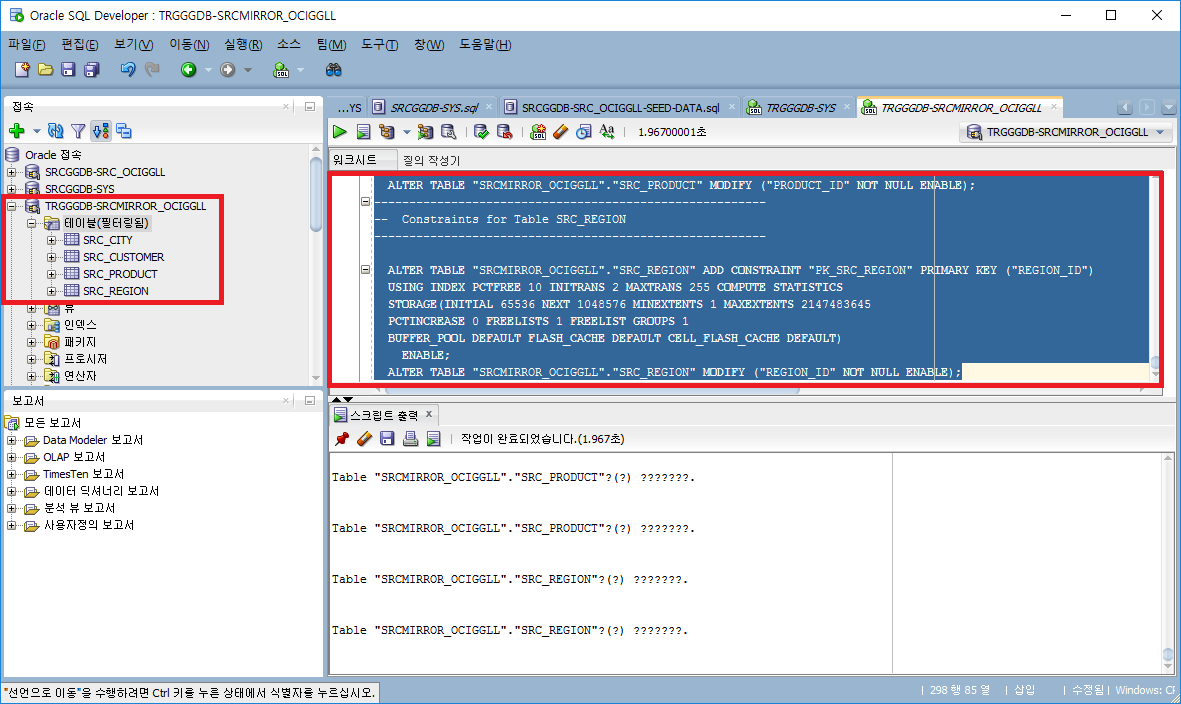 Oracle SQL Developer : TRGGGDB-SRCMIRROR_OCIGGLL
파일(F) 편집(E) 보기(V) 이동(N) 실행(R) 소스 팀(M) 도구(T) 창(W) 도움말(H)
접속
Oracle 접속
SRCGGDB-SRC_OCIGGLL
SRCGGDB-SYS
TRGGGDB-SRCMIRROR_OCIGGLL
테이블(필터링됨)
SRC_CITY
SRC_CUSTOMER
SRC_PRODUCT
SRC_REGION
뷰
인덱스
패키지
프로시저
연산자
보고서
모든 보고서
Data Modeler 보고서
OLAP 보고서
TimesTen 보고서
데이터 딕셔너리 보고서
분석 뷰 보고서
사용자정의 보고서
...YS SRCGGDB-SYS.sql SRCGGDB-SRC_OCIGGLL-SEED-DATA.sql TRGGGDB-SYS TRGGGDB-SRCMIRROR_OCIGGLL
1.96700001초 TRGGGDB-SRCMIRROR_OCIGGLL
워크시트 질의 작성기
ALTER TABLE "SRCMIRROR_OCIGGLL"."SRC_PRODUCT" MODIFY ("PRODUCT_ID" NOT NULL ENABLE);
--------------------------------------------------------
-- Constraints for Table SRC_REGION
--------------------------------------------------------
ALTER TABLE "SRCMIRROR_OCIGGLL"."SRC_REGION" ADD CONSTRAINT "PK_SRC_REGION" PRIMARY KEY ("REGION_ID")
USING INDEX PCTFREE 10 INITRANS 2 MAXTRANS 255 COMPUTE STATISTICS
STORAGE(INITIAL 65536 NEXT 1048576 MINEXTENTS 1 MAXEXTENTS 2147483645
PCTINCREASE 0 FREELISTS 1 FREELIST GROUPS 1
BUFFER_POOL DEFAULT FLASH_CACHE DEFAULT CELL_FLASH_CACHE DEFAULT)
ENABLE;
ALTER TABLE "SRCMIRROR_OCIGGLL"."SRC_REGION" MODIFY ("REGION_ID" NOT NULL ENABLE);
스크립트 출력
작업이 완료되었습니다.(1.967초)
Table "SRCMIRROR_OCIGGLL"."SRC_PRODUCT"?(?) ???????.
Table "SRCMIRROR_OCIGGLL"."SRC_PRODUCT"?(?) ???????.
Table "SRCMIRROR_OCIGGLL"."SRC_REGION"?(?) ???????.
Table "SRCMIRROR_OCIGGLL"."SRC_REGION"?(?) ???????.
"선언으로 이동"을 수행하려면 Ctrl 키를 누른 상태에서 식별자를 누르십시오.
298 행 85 열 삽입 수정됨 Windows: CF